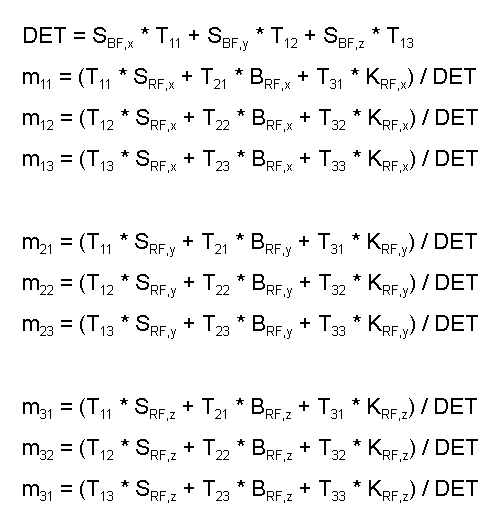 DET = S_BF,x * T_11 + S_BF,y * T_12 + S_BF,z * T_13
m_11 = (T_11 * S_RF,x + T_21 * B_RF,x + T_31 * K_RF,x) / DET
m_12 = (T_12 * S_RF,x + T_22 * B_RF,x + T_32 * K_RF,x) / DET
m_13 = (T_13 * S_RF,x + T_23 * B_RF,x + T_33 * K_RF,x) / DET
m_21 = (T_11 * S_RF,y + T_21 * B_RF,y + T_31 * K_RF,y) / DET
m_22 = (T_12 * S_RF,y + T_22 * B_RF,y + T_32 * K_RF,y) / DET
m_23 = (T_13 * S_RF,y + T_23 * B_RF,y + T_33 * K_RF,y) / DET
m_31 = (T_11 * S_RF,z + T_21 * B_RF,z + T_31 * K_RF,z) / DET
m_32 = (T_12 * S_RF,z + T_22 * B_RF,z + T_32 * K_RF,z) / DET
m_31 = (T_13 * S_RF,z + T_23 * B_RF,z + T_33 * K_RF,z) / DET